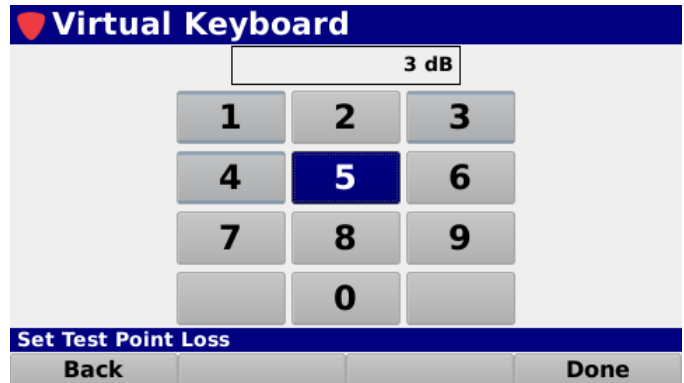 Virtual Keyboard
3 dB
1 2 3
4 5 6
7 8 9
0
Set Test Point Loss
Back Done